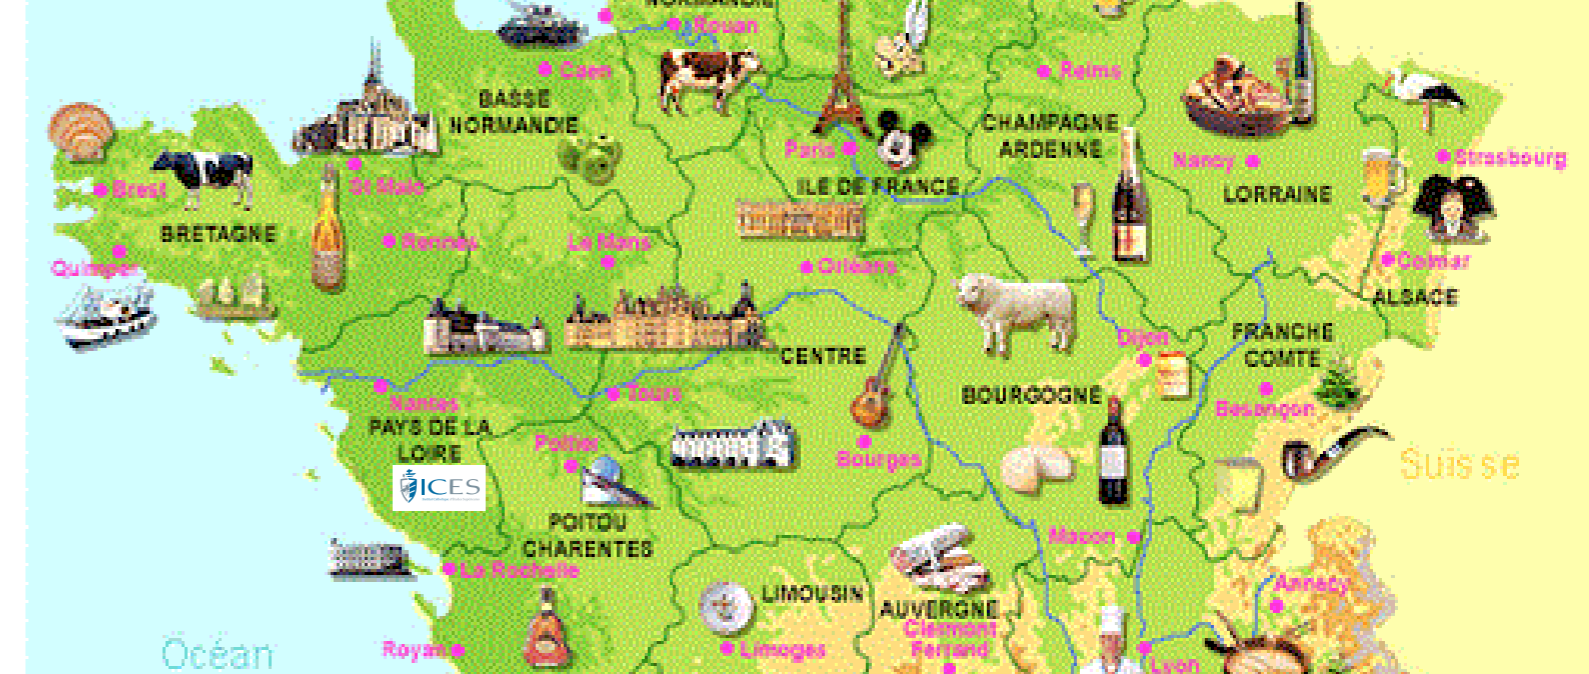 NORMANDIE
Rouan
Caen
Reims
BASSE
NORMANDIE
CHAMPAGNE
ARDENNE
Paris
Nancy
Strasbourg
Brest
St Malo
ILE DE FRANCE
LORRAINE
BRETAGNE
Rennes
Le Mans
Quimper
Orléans
Colmar
ALSACE
Dijon
FRANCHE
COMTE
CENTRE
Nantes
Tours
BOURGOGNE
Besançon
PAYS DE LA
LOIRE
Poitier
Bourges
Suisse
ICES
POITOU
CHARENTES
Macon
La Rochelle
LIMOUSIN
AUVERGNE
Annecy
Clermont
Ferrand
Océan
Royan
Limoges
Lyon